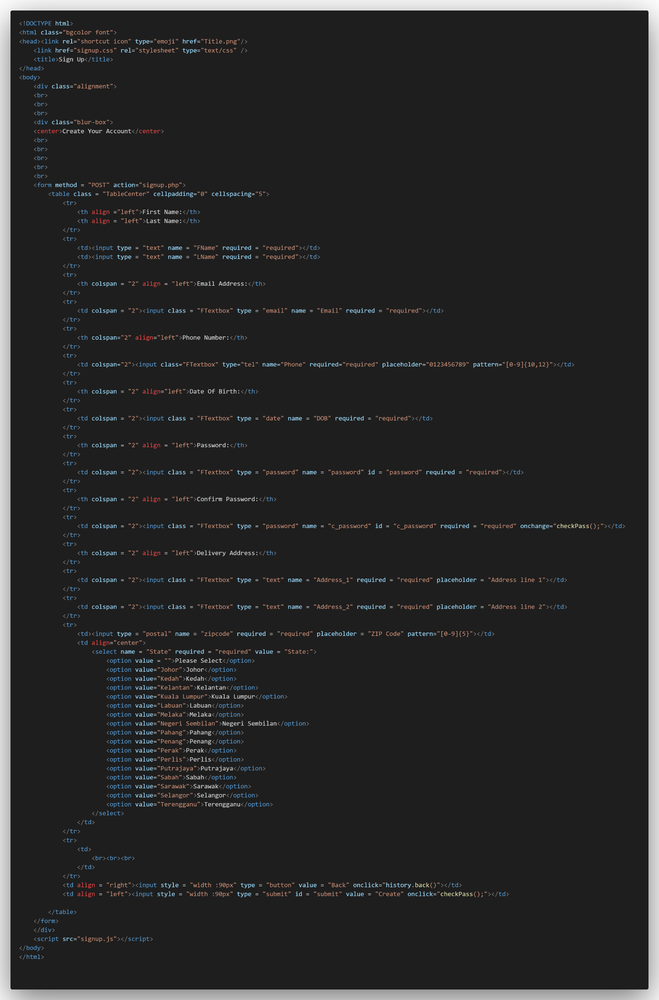 <!DOCTYPE html>
<html class="bgcolor font">
<head><link rel="shortcut icon" type="emoji" href="Title.png"/>
    <link href="signup.css" rel="stylesheet" type="text/css" />
    <title>Sign Up</title>
</head>
<body>
    <div class="alignment">
    <br>
    <br>
    <br>
    <div class="blur-box">
    <center>Create Your Account</center>
    <br>
    <br>
    <br>
    <br>
    <br>
    <form method = "POST" action="signup.php">
        <table class = "TableCenter" cellpadding="0" cellspacing="5">
            <tr>
                <th align ="left">First Name:</th>
                <th align = "left">Last Name:</th>
            </tr>
            <tr>
                <td><input type = "text" name = "FName" required = "required"></td>
                <td><input type = "text" name = "LName" required = "required"></td>
            </tr>
            <tr>
                <th colspan = "2" align = "left">Email Address:</th>
            </tr>
            <tr>
                <td colspan = "2"><input class = "FTextbox" type = "email" name = "Email" required = "required"></td>
            </tr>
            <tr>
                <th colspan="2" align="left">Phone Number:</th>
            </tr>
            <tr>
                <td colspan="2"><input class="FTextbox" type="tel" name="Phone" required="required" placeholder="0123456789" pattern="[0-9]{10,12}"></td>
            </tr>
            <tr>
                <th colspan = "2" align="left">Date Of Birth:</th>
            </tr>
            <tr>
                <td colspan = "2"><input class = "FTextbox" type = "date" name = "DOB" required = "required"></td>
            </tr>
            <tr>
                <th colspan = "2" align = "left">Password:</th>
            </tr>
            <tr>
                <td colspan = "2"><input class = "FTextbox" type = "password" name = "password" id = "password" required = "required"></td>
            </tr>
            <tr>
                <th colspan = "2" align = "left">Confirm Password:</th>
            </tr>
            <tr>
                <td colspan = "2"><input class = "FTextbox" type = "password" name = "c_password" id = "c_password" required = "required" onchange="checkPass();"></td>
            </tr>
            <tr>
                <th colspan = "2" align = "left">Delivery Address:</th>
            </tr>
            <tr>
                <td colspan = "2"><input class = "FTextbox" type = "text" name = "Address_1" required = "required" placeholder = "Address line 1"></td>
            </tr>
            <tr>
                <td colspan = "2"><input class = "FTextbox" type = "text" name = "Address_2" required = "required" placeholder = "Address line 2"></td>
            </tr>
            <tr>
                <td><input type = "postal" name = "zipcode" required = "required" placeholder = "ZIP Code" pattern="[0-9]{5}"></td>
                <td align="center">
                    <select name = "State" required = "required" value = "State:">
                        <option value = "">Please Select</option>
                        <option value="Johor">Johor</option>
                        <option value="Kedah">Kedah</option>
                        <option value="Kelantan">Kelantan</option>
                        <option value="Kuala Lumpur">Kuala Lumpur</option>
                        <option value="Labuan">Labuan</option>
                        <option value="Melaka">Melaka</option>
                        <option value="Negeri Sembilan">Negeri Sembilan</option>
                        <option value="Pahang">Pahang</option>
                        <option value="Penang">Penang</option>
                        <option value="Perak">Perak</option>
                        <option value="Perlis">Perlis</option>
                        <option value="Putrajaya">Putrajaya</option>
                        <option value="Sabah">Sabah</option>
                        <option value="Sarawak">Sarawak</option>
                        <option value="Selangor">Selangor</option>
                        <option value="Terengganu">Terengganu</option>
                    </select>
                </td>
            </tr>
            <tr>
                <td>
                    <br><br><br>
                </td>
            </tr>
            <td align = "right"><input style = "width :90px" type = "button" value = "Back" onclick="history.back()"></td>
            <td align = "left"><input style = "width :90px" type = "submit" id = "submit" value = "Create" onclick="checkPass();"></td>

        </table>
    </form>
    </div>
    <script src="signup.js"></script>
</body>
</html>